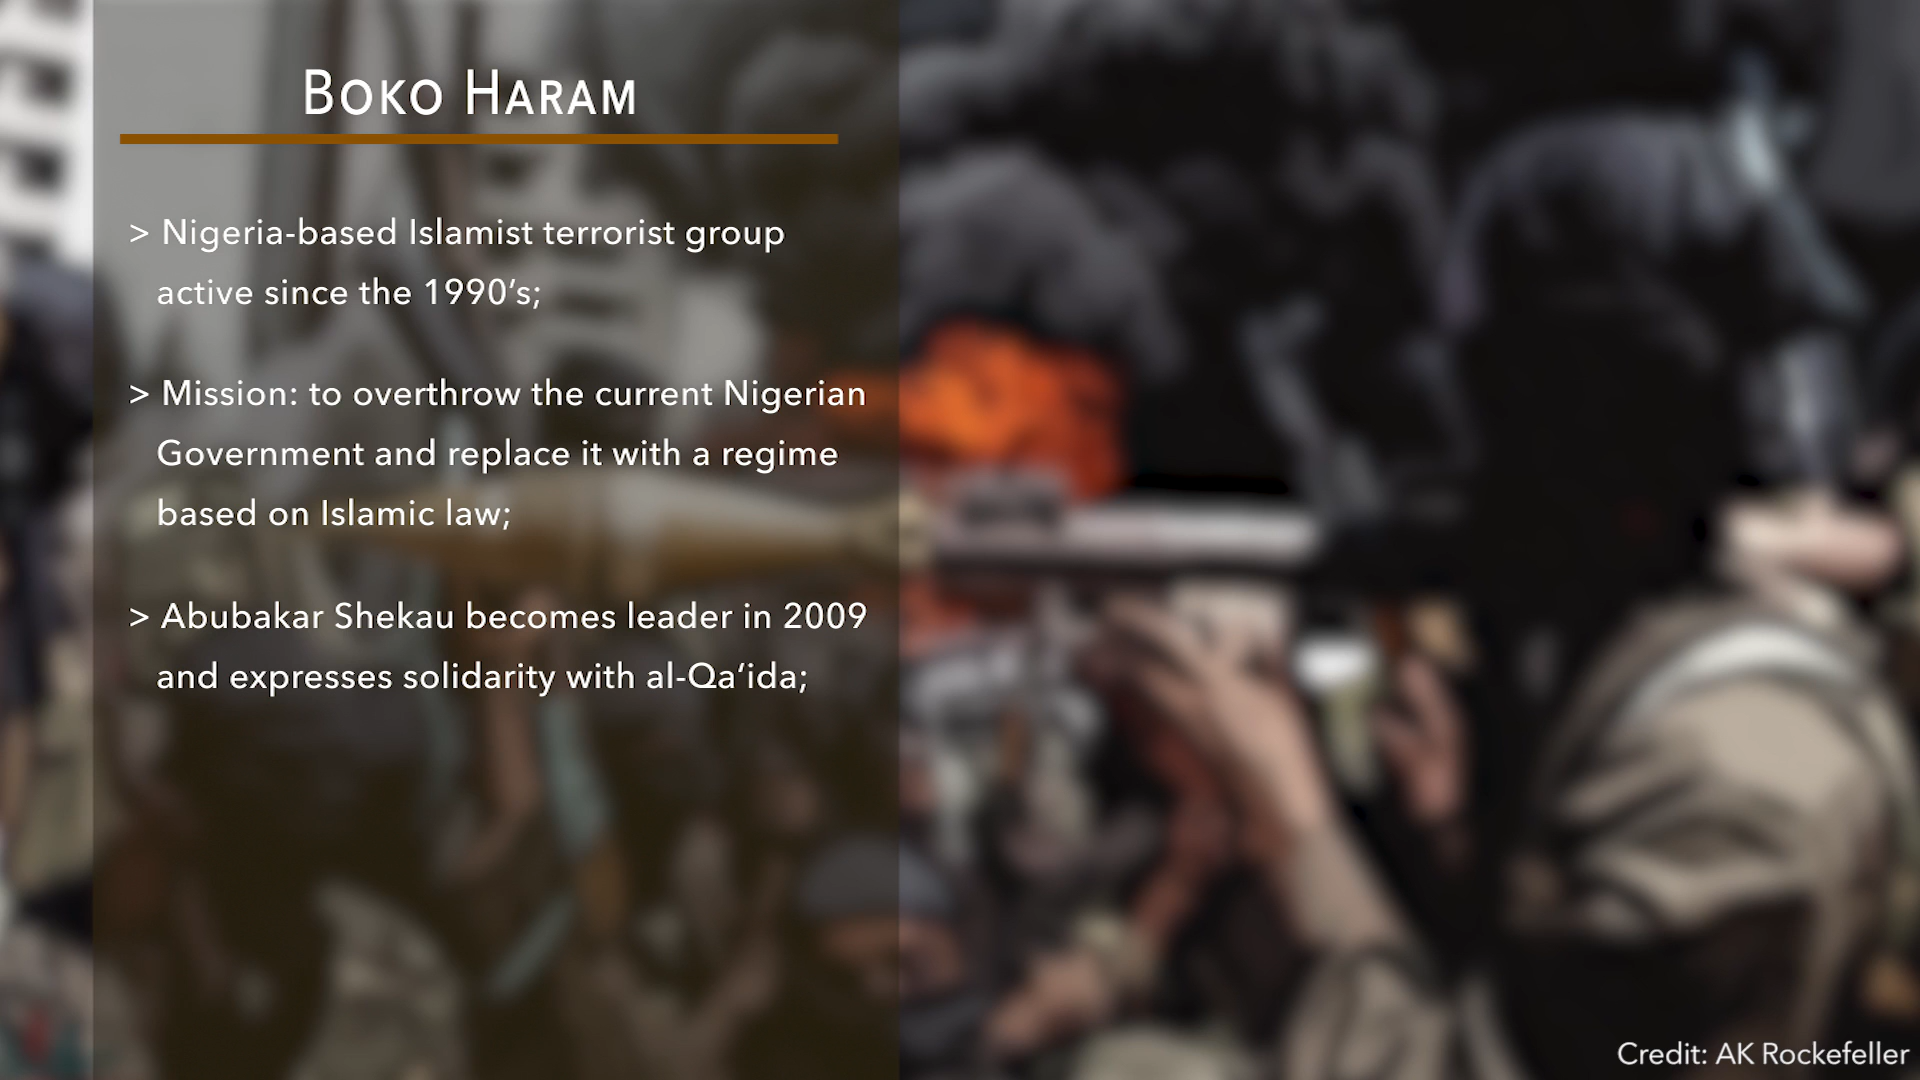 Boko Haram
> Nigeria-based Islamist terrorist group
active since the 1990’s;
> Mission: to overthrow the current Nigerian
Government and replace it with a regime
based on Islamic law;
> Abubakar Shekau becomes leader in 2009
and expresses solidarity with al-Qa‘ida;
Credit: AK Rockefeller